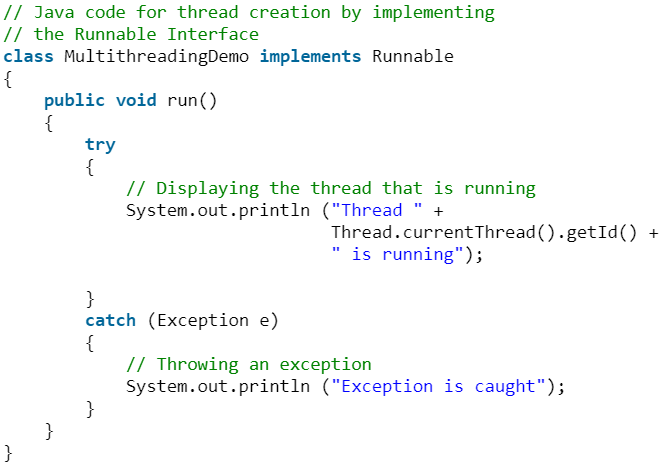 // Java code for thread creation by implementing
// the Runnable Interface
class MultithreadingDemo implements Runnable
{
    public void run()
    {
        try
        {
            // Displaying the thread that is running
            System.out.println ("Thread " +
                                Thread.currentThread().getId() +
                                " is running");

        }
        catch (Exception e)
        {
            // Throwing an exception
            System.out.println ("Exception is caught");
        }
    }
}